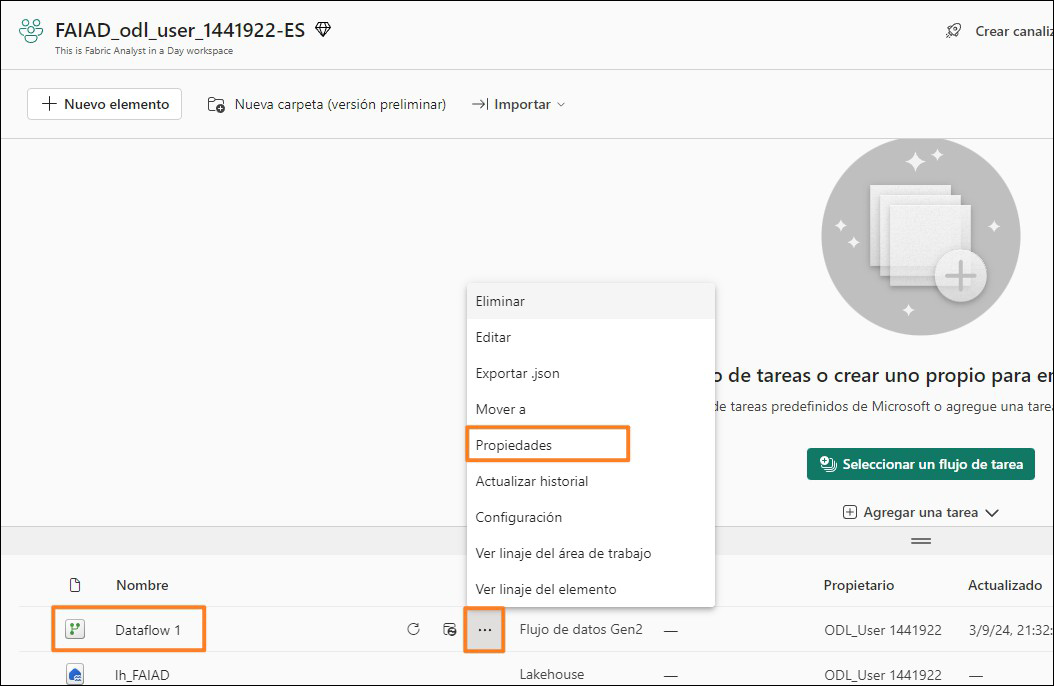 FAIAD_odl_user_1441922-ES
This is Fabric Analyst in a Day workspace
Crear canaliz
Nuevo elemento
Nueva carpeta (versión preliminar)
Importar
Eliminar
Editar
Exportar .json
Mover a
Propiedades
Actualizar historial
Configuración
Ver linaje del área de trabajo
Ver linaje del elemento
o de tareas o crear uno propio para en
de tareas predefinidos de Microsoft o agregue una tarea
Seleccionar un flujo de tarea
Agregar una tarea
Nombre Propietario Actualizado
Dataflow 1 ... Flujo de datos Gen2 — ODL_User 1441922 3/9/24, 21:32:
lh_FAIAD Lakehouse — ODL_User 1441922 —